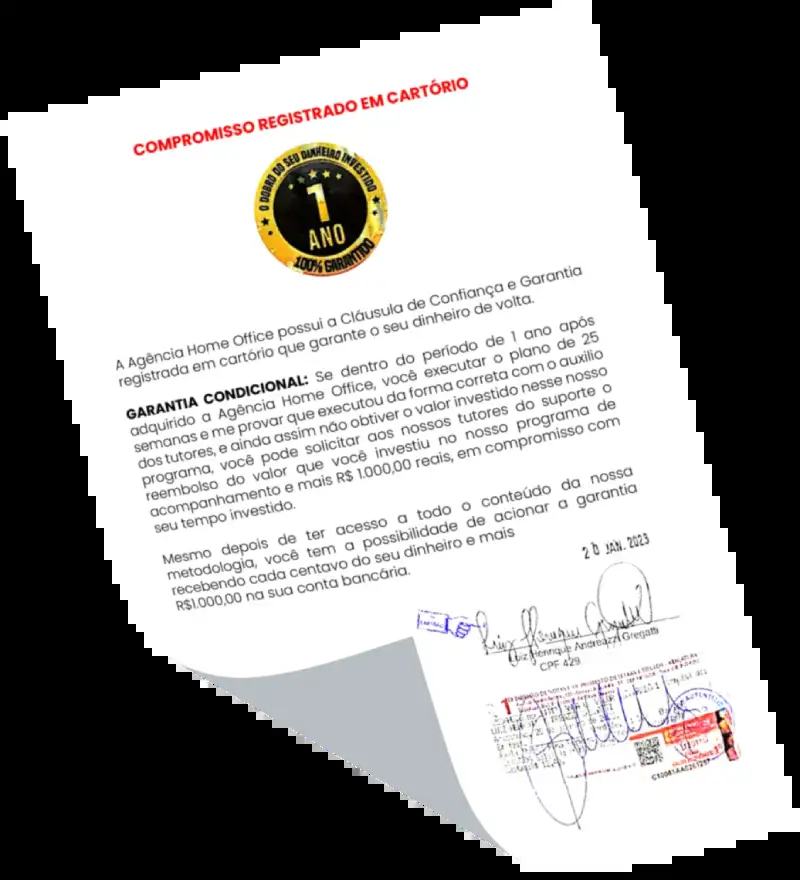 COMPROMISSO REGISTRADO EM CARTÓRIO
O DOBRO DO SEU DINHEIRO INVESTIDO
1
ANO
100% GARANTIDO
A Agência Home Office possui a Cláusula de Confiança e Garantia
registrada em cartório que garante o seu dinheiro de volta.
GARANTIA CONDICIONAL: Se dentro do período de 1 ano após
adquirido a Agência Home Office, você executar o plano de 25
semanas e me provar que executou da forma correta com o auxilio
dos tutores, e ainda assim não obtiver o valor investido nesse nosso
programa, você pode solicitar aos nossos tutores do suporte o
reembolso do valor que você investiu no nosso programa de
acompanhamento e mais R$ 1.000,00 reais, em compromisso com
seu tempo investido.
Mesmo depois de ter acesso a todo o conteúdo da nossa
metodologia, você tem a possibilidade de acionar a garantia
recebendo cada centavo do seu dinheiro e mais
R$1.000,00 na sua conta bancária.
20 JAN. 2023
Luiz Henrique Andreazzi Gregatti
CPF 429
1